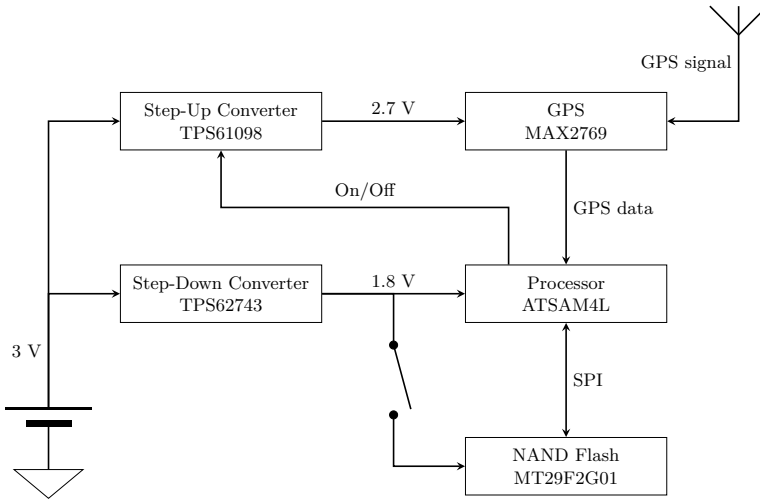 GPS signal
Step-Up Converter
TPS61098
2.7 V
GPS
MAX2769
On/Off
GPS data
Step-Down Converter
TPS62743
1.8 V
Processor
ATSAM4L
3 V
SPI
NAND Flash
MT29F2G01